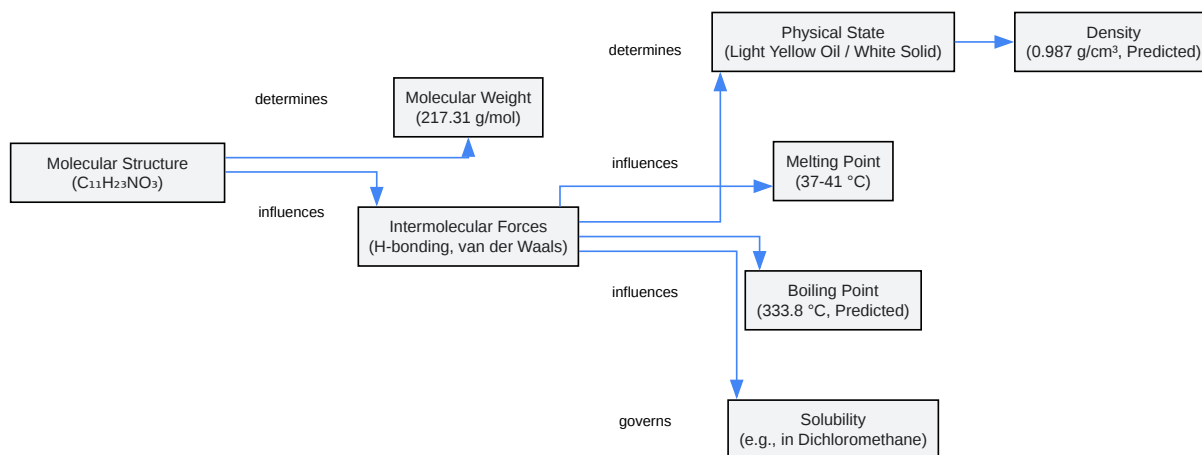 Physical State
(Light Yellow Oil / White Solid)
Density
(0.987 g/cm³, Predicted)
determines
determines
Molecular Weight
(217.31 g/mol)
Molecular Structure
(C₁₁H₂₃NO₃)
influences
Melting Point
(37-41 °C)
influences
Intermolecular Forces
(H-bonding, van der Waals)
influences
Boiling Point
(333.8 °C, Predicted)
governs
Solubility
(e.g., in Dichloromethane)